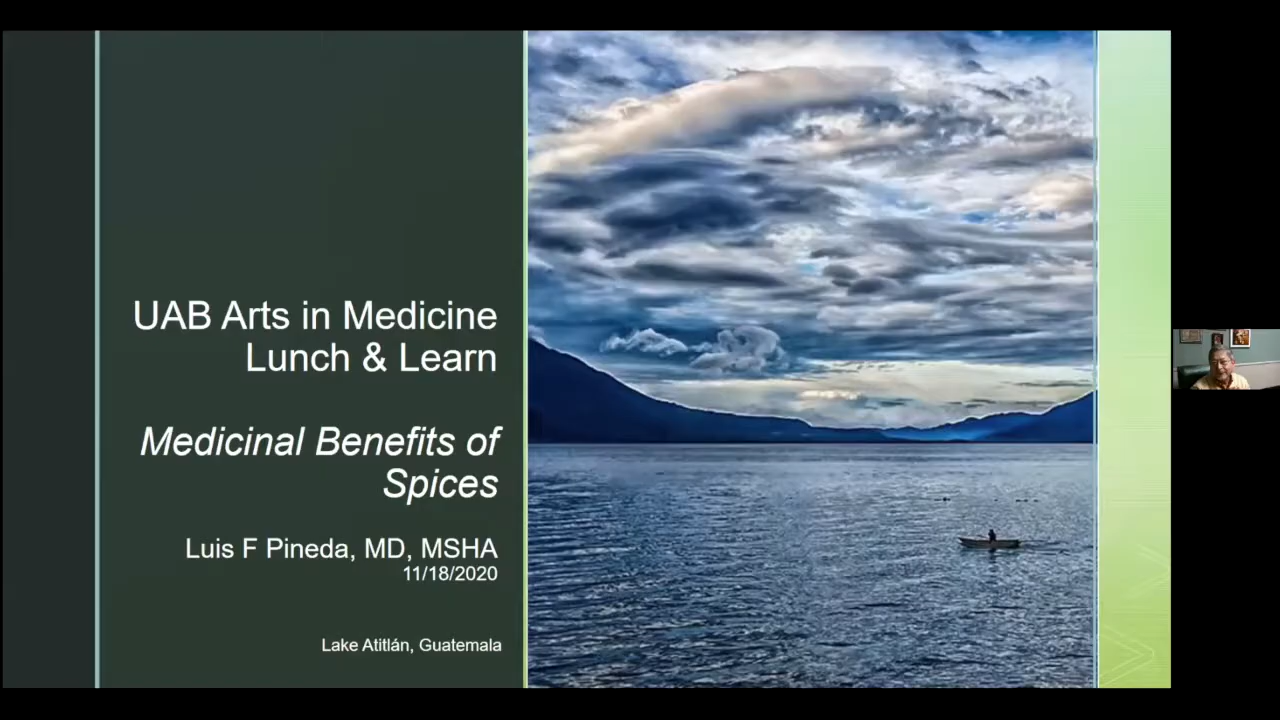 UAB Arts in Medicine
Lunch & Learn
Medicinal Benefits of
Spices
Luis F Pineda, MD, MSHA
11/18/2020
Lake Atitlán, Guatemala